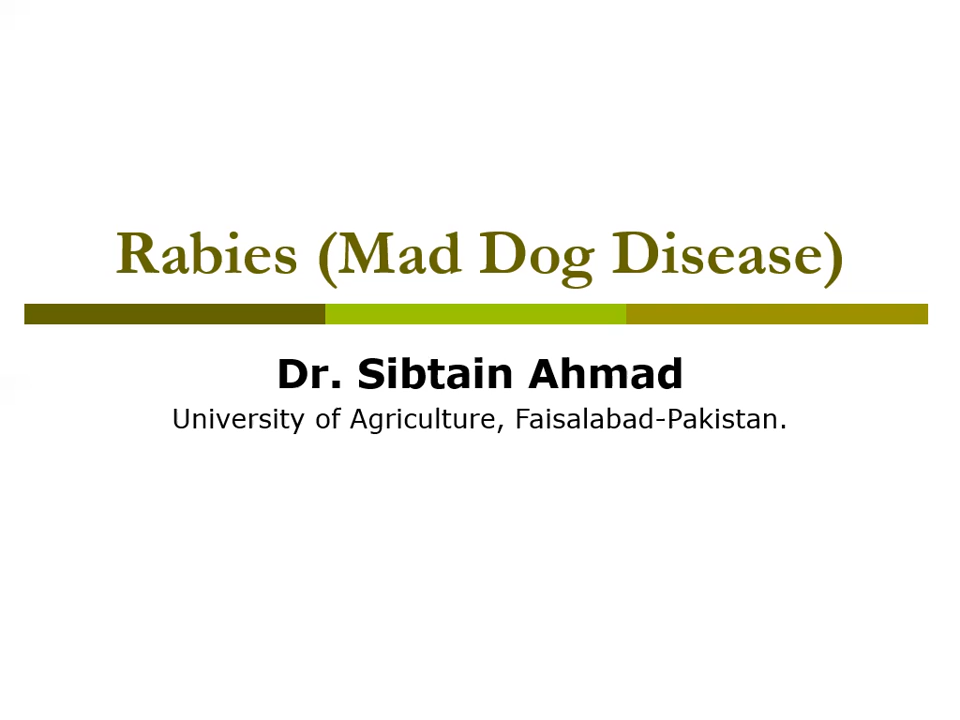 Rabies (Mad Dog Disease)
Dr. Sibtain Ahmad
University of Agriculture, Faisalabad-Pakistan.